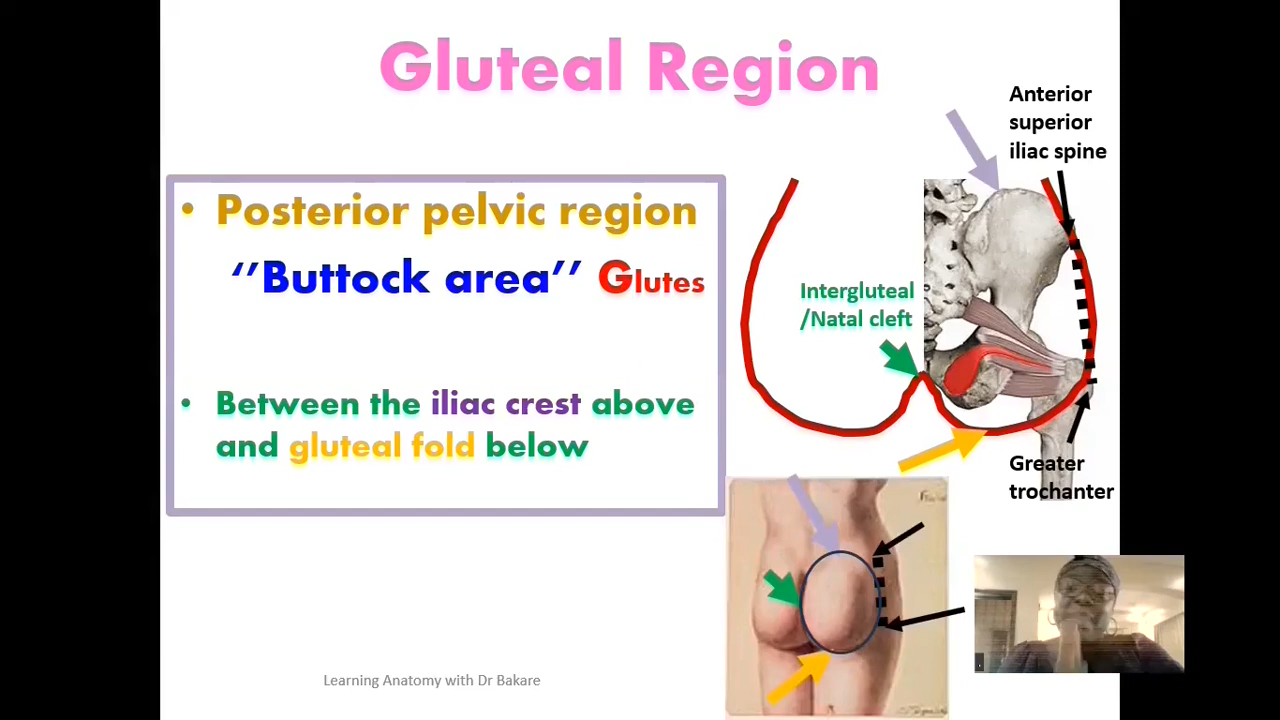 Gluteal Region
Anterior
superior
iliac spine
• Posterior pelvic region
‘‘Buttock area’’ Glutes
Intergluteal
/Natal cleft
• Between the iliac crest above
and gluteal fold below
Greater
trochanter
Learning Anatomy with Dr Bakare